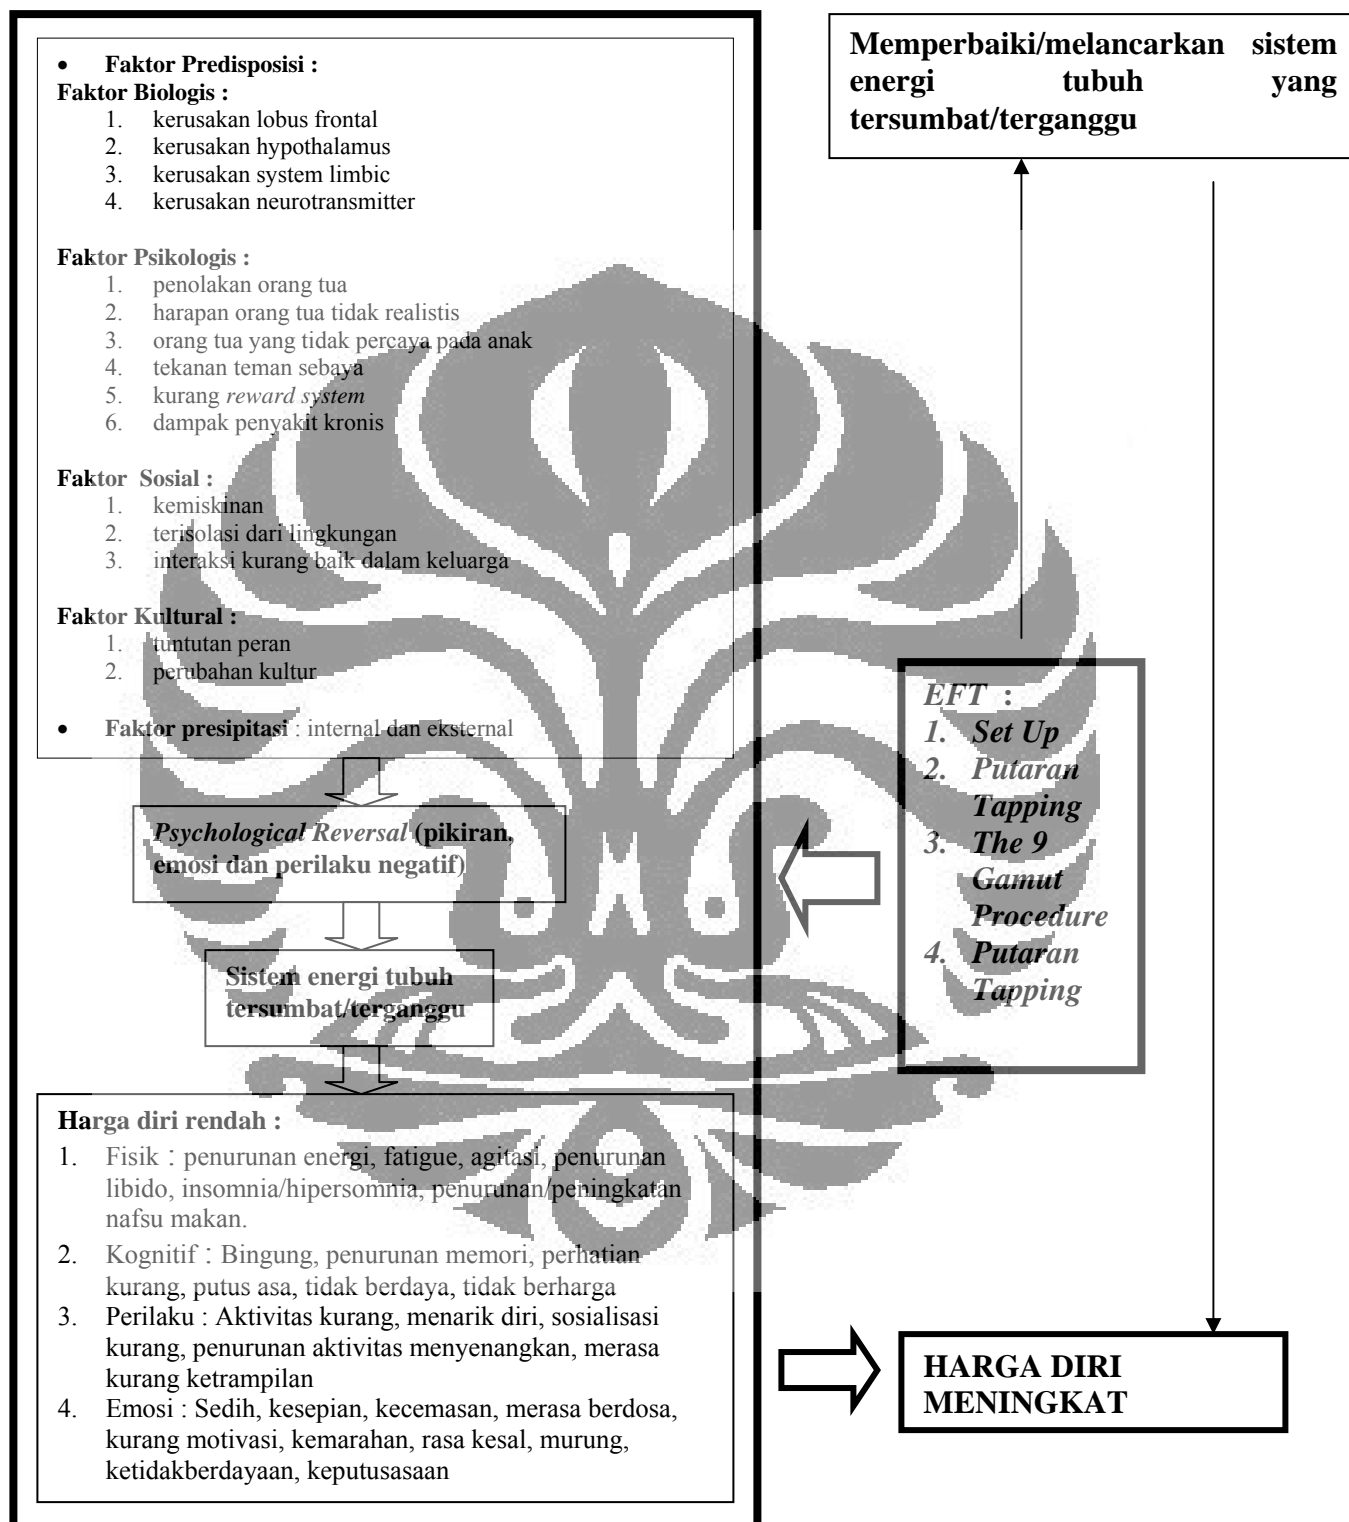 • Faktor Predisposisi :
Faktor Biologis :
1. kerusakan lobus frontal
2. kerusakan hypothalamus
3. kerusakan system limbic
4. kerusakan neurotransmitter
Faktor Psikologis :
1. penolakan orang tua
2. harapan orang tua tidak realistis
3. orang tua yang tidak percaya pada anak
4. tekanan teman sebaya
5. kurang reward system
6. dampak penyakit kronis
Faktor Sosial :
1. kemiskinan
2. terisolasi dari lingkungan
3. interaksi kurang baik dalam keluarga
Faktor Kultural :
1. tuntutan peran
2. perubahan kultur
• Faktor presipitasi : internal dan eksternal
Psychological Reversal (pikiran,
emosi dan perilaku negatif)
Sistem energi tubuh
tersumbat/terganggu
Harga diri rendah :
1. Fisik : penurunan energi, fatigue, agitasi, penurunan
libido, insomnia/hipersomnia, penurunan/peningkatan
nafsu makan.
2. Kognitif : Bingung, penurunan memori, perhatian
kurang, putus asa, tidak berdaya, tidak berharga
3. Perilaku : Aktivitas kurang, menarik diri, sosialisasi
kurang, penurunan aktivitas menyenangkan, merasa
kurang ketrampilan
4. Emosi : Sedih, kesepian, kecemasan, merasa berdosa,
kurang motivasi, kemarahan, rasa kesal, murung,
ketidakberdayaan, keputusasaan
Memperbaiki/melancarkan sistem
energi tubuh yang
tersumbat/terganggu
EFT :
1. Set Up
2. Putaran
Tapping
3. The 9
Gamut
Procedure
4. Putaran
Tapping
HARGA DIRI
MENINGKAT